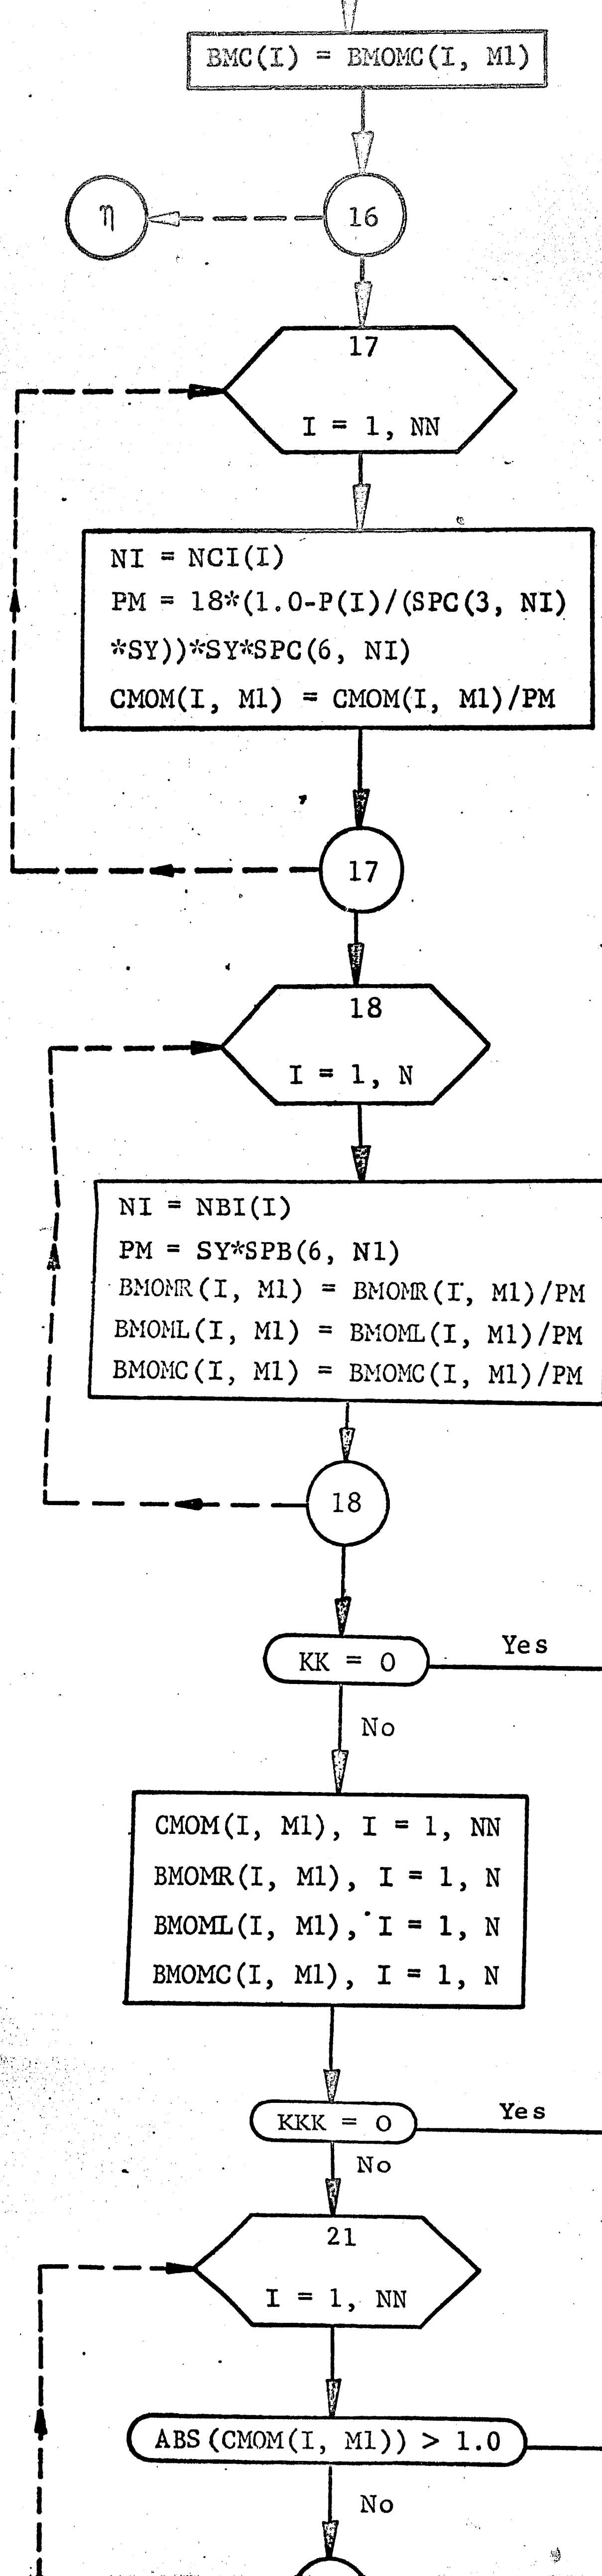 BMC(I) = BMOMC(I, M1)
η
16
17
I = 1, NN
NI = NCI(I)
PM = 18*(1.0-P(I)/(SPC(3, NI)
*SY))*SY*SPC(6, NI)
CMOM(I, M1) = CMOM(I, M1)/PM
17
18
I = 1, N
NI = NBI(I)
PM = SY*SPB(6, N1)
BMOMR(I, M1) = BMOMR(I, M1)/PM
BMOML(I, M1) = BMOML(I, M1)/PM
BMOMC(I, M1) = BMOMC(I, M1)/PM
18
KK = 0
Yes
No
CMOM(I, M1), I = 1, NN
BMOMR(I, M1), I = 1, N
BMOML(I, M1), I = 1, N
BMOMC(I, M1), I = 1, N
KKK = 0
Yes
No
21
I = 1, NN
ABS(CMOM(I, M1)) > 1.0
No